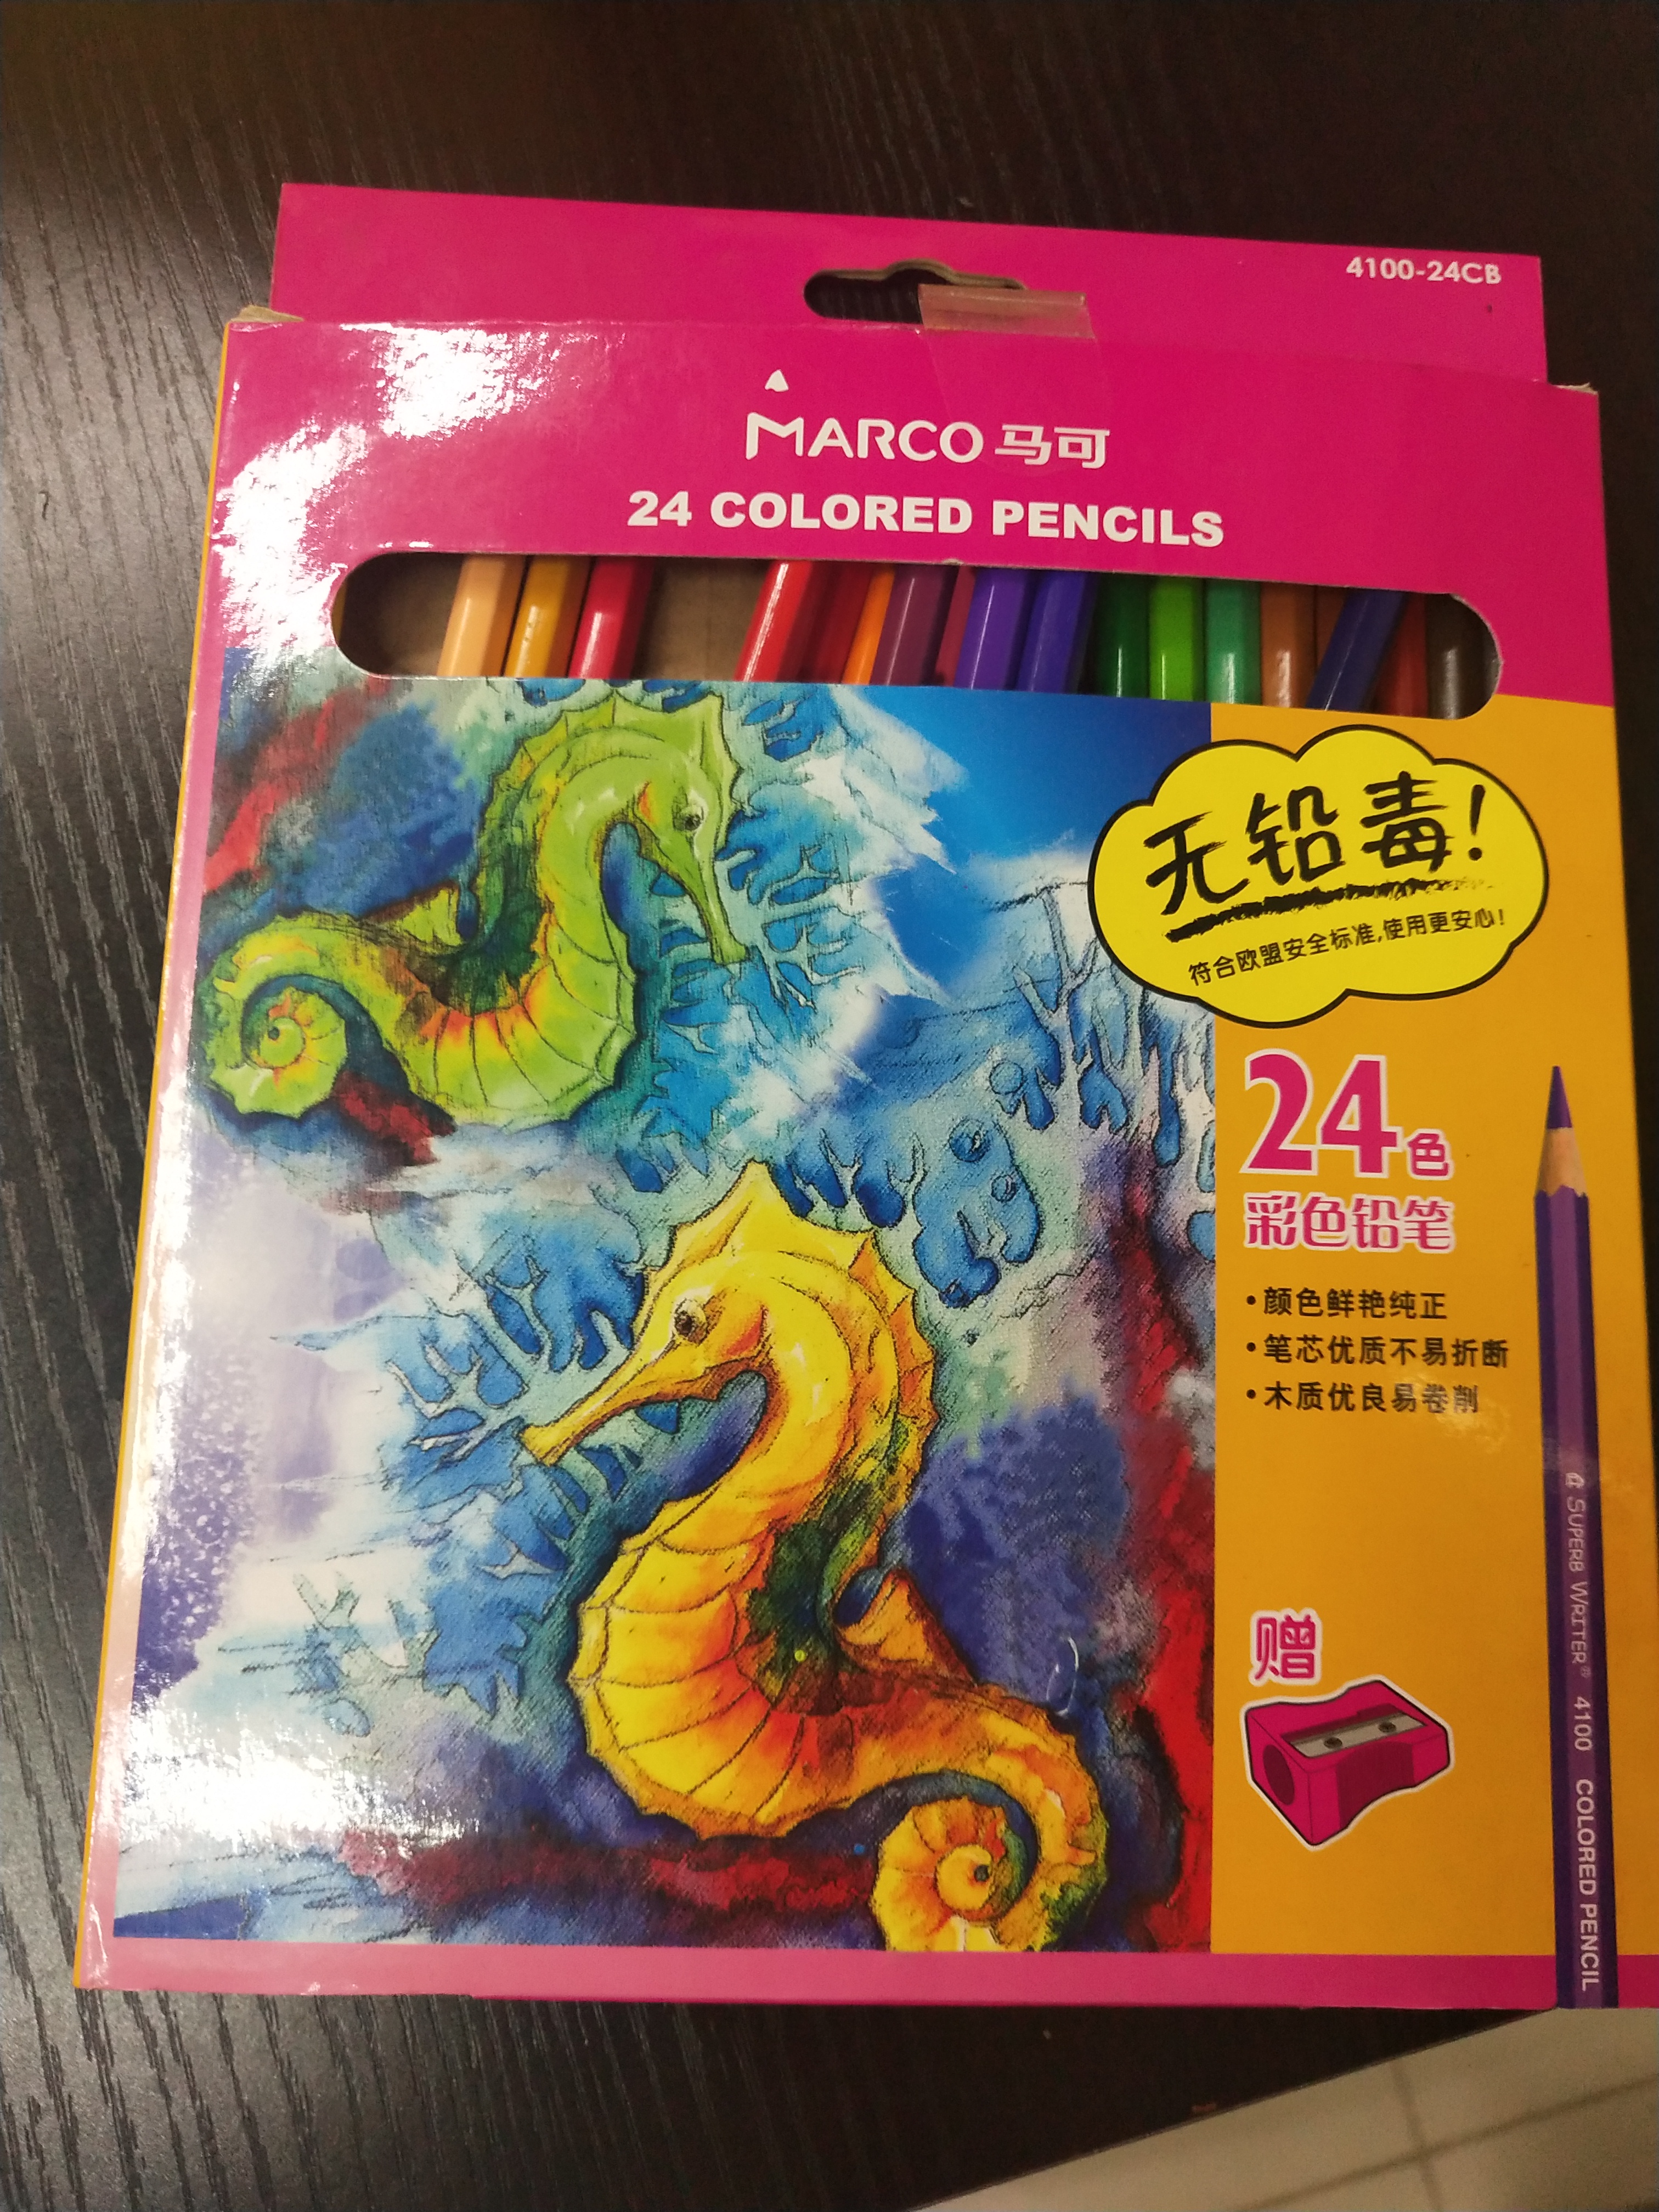 4100-24CB
MARCO 马可
24 COLORED PENCILS
无铅毒!
符合欧盟安全标准,使用更安心!
24色
彩色铅笔
•颜色鲜艳纯正
•笔芯优质不易折断
•木质优良易卷削
赠
SUPERB WRITER® 4100 COLORED PENCIL